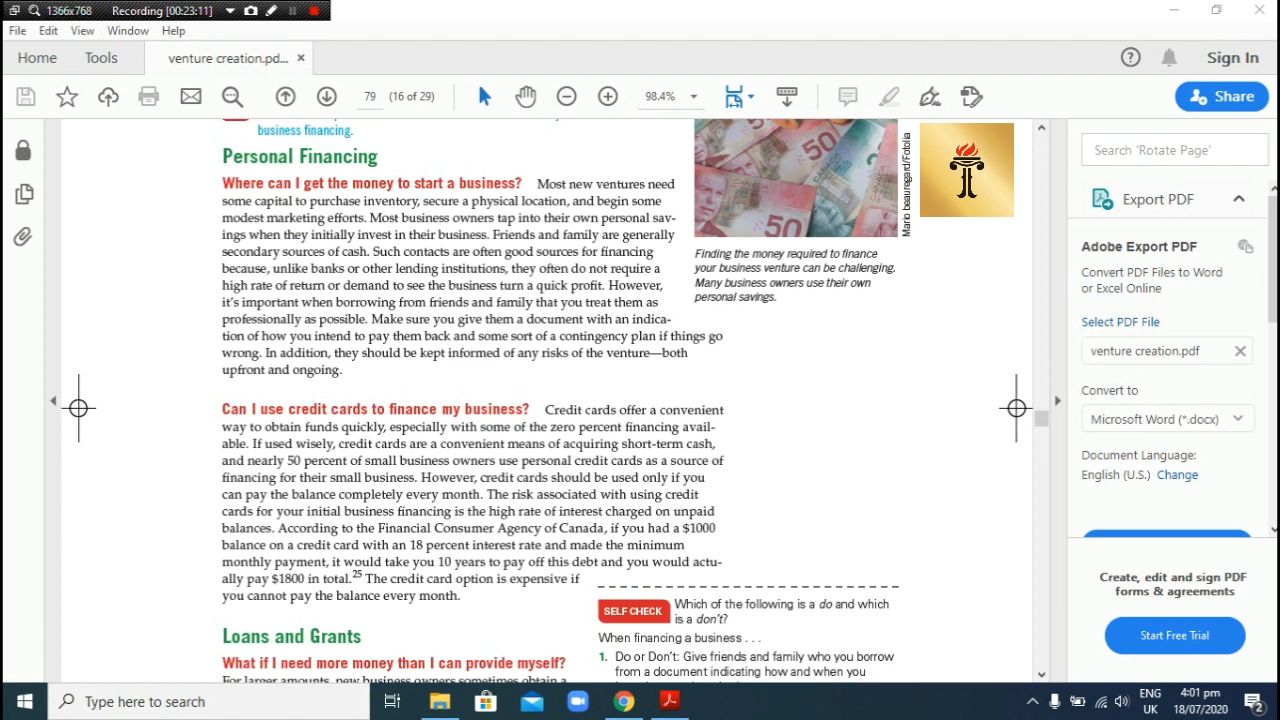 1366x768 Recording [00:23:11]
File Edit View Window Help
Home Tools venture creation.pd... ×
Sign In
79 (16 of 29) 98.4%
Share
business financing.
Personal Financing
Where can I get the money to start a business? Most new ventures need
some capital to purchase inventory, secure a physical location, and begin some
modest marketing efforts. Most business owners tap into their own personal sav-
ings when they initially invest in their business. Friends and family are generally
secondary sources of cash. Such contacts are often good sources for financing
because, unlike banks or other lending institutions, they often do not require a
high rate of return or demand to see the business turn a quick profit. However,
it's important when borrowing from friends and family that you treat them as
professionally as possible. Make sure you give them a document with an indica-
tion of how you intend to pay them back and some sort of a contingency plan if things go
wrong. In addition, they should be kept informed of any risks of the venture—both
upfront and ongoing.
50
50
Mario beauregard/Fotolia
Finding the money required to finance
your business venture can be challenging.
Many business owners use their own
personal savings.
Can I use credit cards to finance my business? Credit cards offer a convenient
way to obtain funds quickly, especially with some of the zero percent financing avail-
able. If used wisely, credit cards are a convenient means of acquiring short-term cash,
and nearly 50 percent of small business owners use personal credit cards as a source of
financing for their small business. However, credit cards should be used only if you
can pay the balance completely every month. The risk associated with using credit
cards for your initial business financing is the high rate of interest charged on unpaid
balances. According to the Financial Consumer Agency of Canada, if you had a $1000
balance on a credit card with an 18 percent interest rate and made the minimum
monthly payment, it would take you 10 years to pay off this debt and you would actu-
ally pay $1800 in total.25 The credit card option is expensive if
you cannot pay the balance every month.
Loans and Grants
What if I need more money than I can provide myself?
For larger amounts, new business owners sometimes obtain a
SELF CHECK Which of the following is a do and which
is a don't?
When financing a business . . .
1. Do or Don't: Give friends and family who you borrow
from a document indicating how and when you
Search 'Rotate Page'
Export PDF
Adobe Export PDF
Convert PDF Files to Word
or Excel Online
Select PDF File
venture creation.pdf
Convert to
Microsoft Word (*.docx)
Document Language:
English (U.S.) Change
Create, edit and sign PDF
forms & agreements
Start Free Trial
Type here to search
ENG
UK
4:01 pm
18/07/2020
2